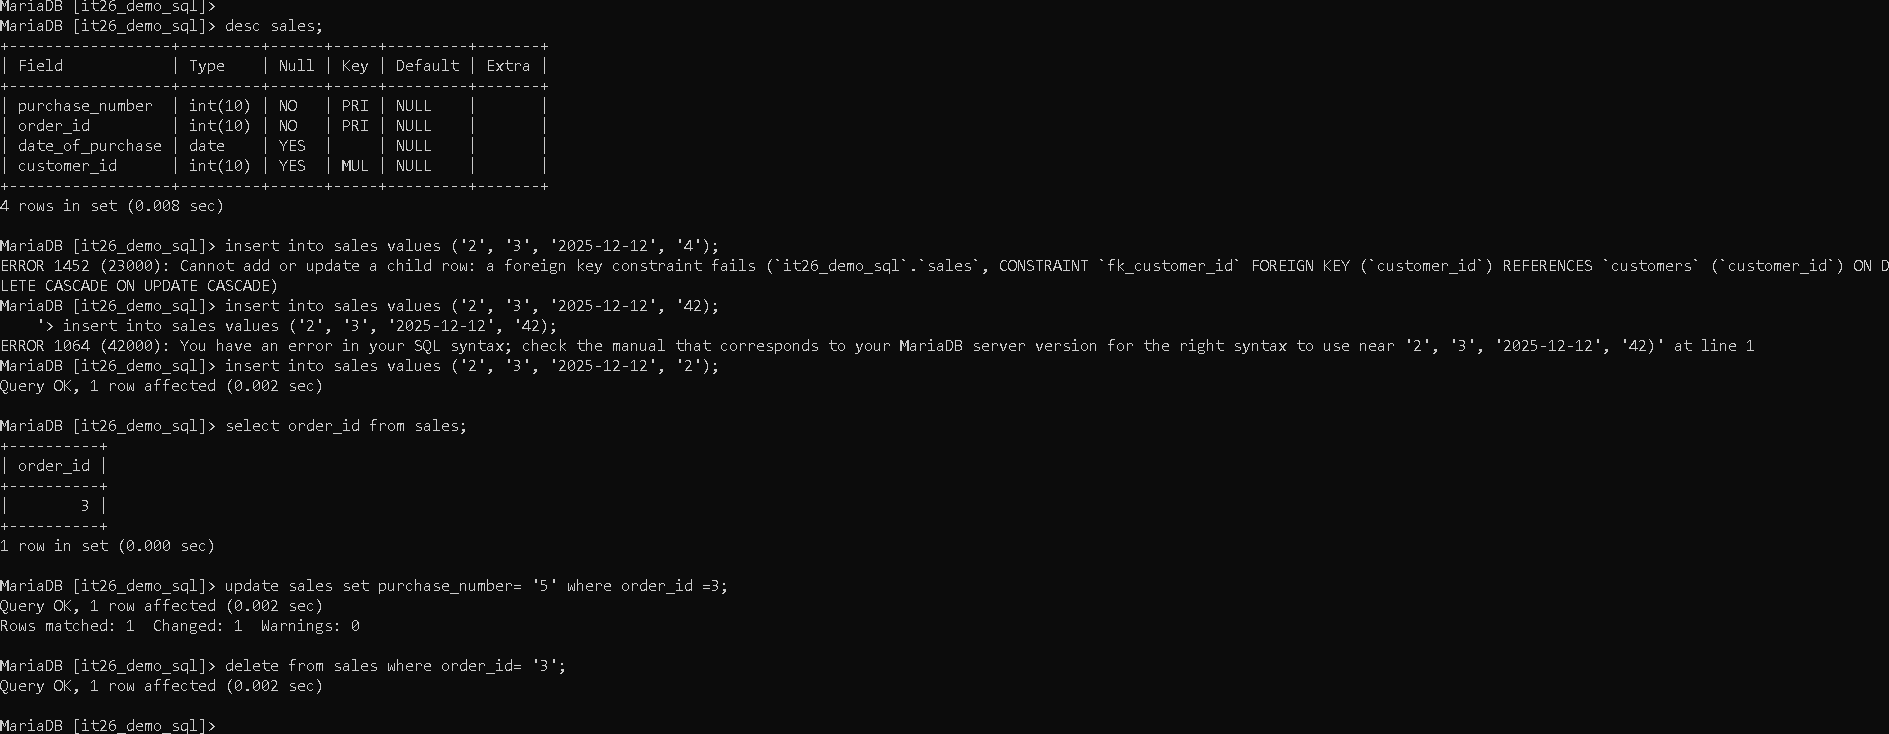 MariaDB [it26_demo_sql]>
MariaDB [it26_demo_sql]> desc sales;
+------------------+---------+------+-----+---------+-------+
| Field            | Type    | Null | Key | Default | Extra |
+------------------+---------+------+-----+---------+-------+
| purchase_number  | int(10) | NO   | PRI | NULL    |       |
| order_id         | int(10) | NO   | PRI | NULL    |       |
| date_of_purchase | date    | YES  |     | NULL    |       |
| customer_id      | int(10) | YES  | MUL | NULL    |       |
+------------------+---------+------+-----+---------+-------+
4 rows in set (0.008 sec)

MariaDB [it26_demo_sql]> insert into sales values ('2', '3', '2025-12-12', '4');
ERROR 1452 (23000): Cannot add or update a child row: a foreign key constraint fails (`it26_demo_sql`.`sales`, CONSTRAINT `fk_customer_id` FOREIGN KEY (`customer_id`) REFERENCES `customers` (`customer_id`) ON D
LETE CASCADE ON UPDATE CASCADE)
MariaDB [it26_demo_sql]> insert into sales values ('2', '3', '2025-12-12', '42);
    '> insert into sales values ('2', '3', '2025-12-12', '42);
ERROR 1064 (42000): You have an error in your SQL syntax; check the manual that corresponds to your MariaDB server version for the right syntax to use near '2', '3', '2025-12-12', '42)' at line 1
MariaDB [it26_demo_sql]> insert into sales values ('2', '3', '2025-12-12', '2');
Query OK, 1 row affected (0.002 sec)

MariaDB [it26_demo_sql]> select order_id from sales;
+----------+
| order_id |
+----------+
|        3 |
+----------+
1 row in set (0.000 sec)

MariaDB [it26_demo_sql]> update sales set purchase_number= '5' where order_id =3;
Query OK, 1 row affected (0.002 sec)
Rows matched: 1  Changed: 1  Warnings: 0

MariaDB [it26_demo_sql]> delete from sales where order_id= '3';
Query OK, 1 row affected (0.002 sec)

MariaDB [it26_demo_sql]>